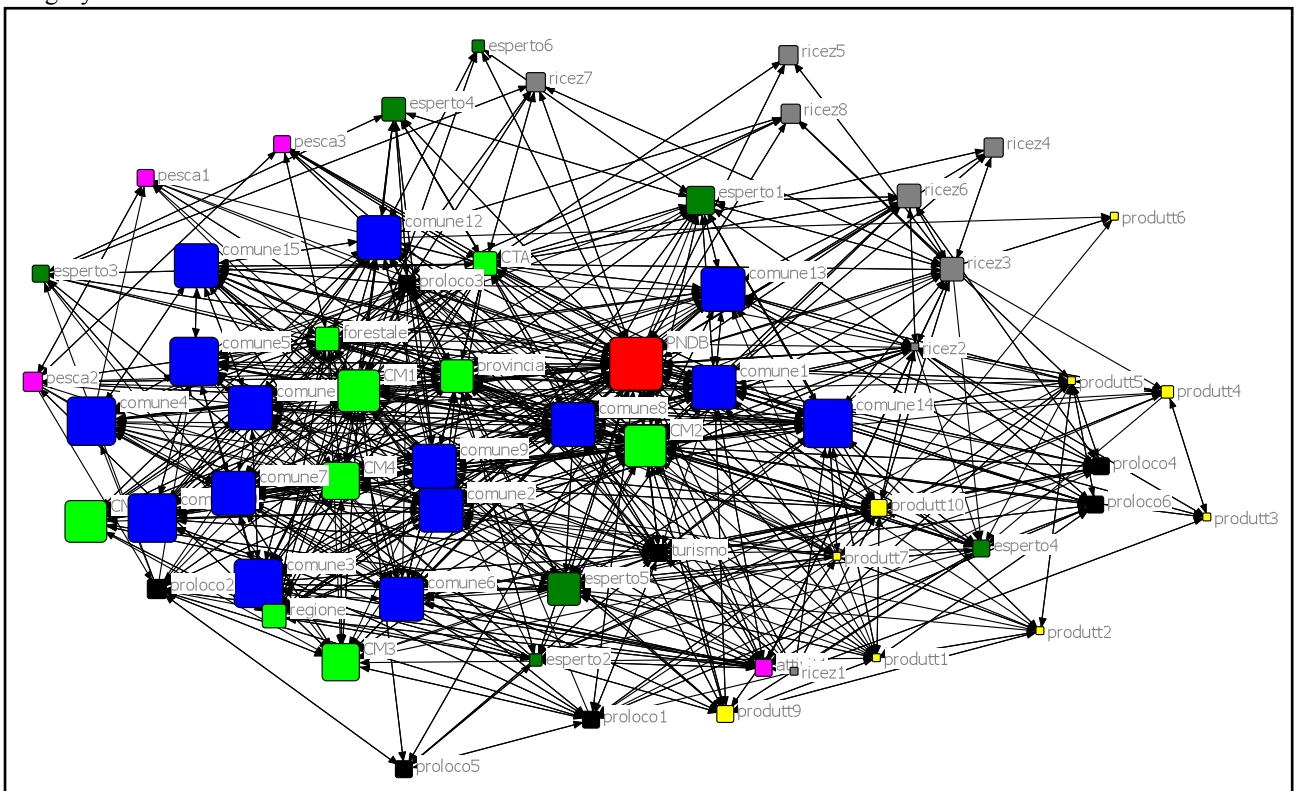 esperto6
ricez5
ricez7
esperto4
ricez8
pesca3
ricez4
pesca1
ricez6
esperto1
produtt6
comune12
comune15
CTA
ricez3
esperto3
comune13
proloco3
forestale
PNDB
comune5
ricez2
provincia
comune1
CM1
pesca2
produtt5
produtt4
comune
comune4
comune8
comune14
CM2
comune9
proloco4
CM4
comune7
comune2
proloco6
produtt10
produtt3
turismo
esperto4
produtt7
comune3
esperto5
proloco2
comune6
regione
produtt2
CM3
esperto2
produtt1
ricez1
produtt9
proloco1
proloco5